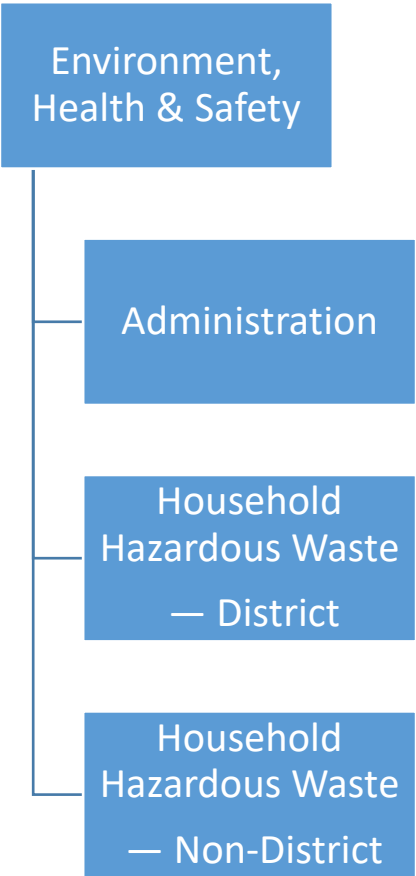 Environment,
Health & Safety
Administration
Household
Hazardous Waste
— District
Household
Hazardous Waste
— Non-District